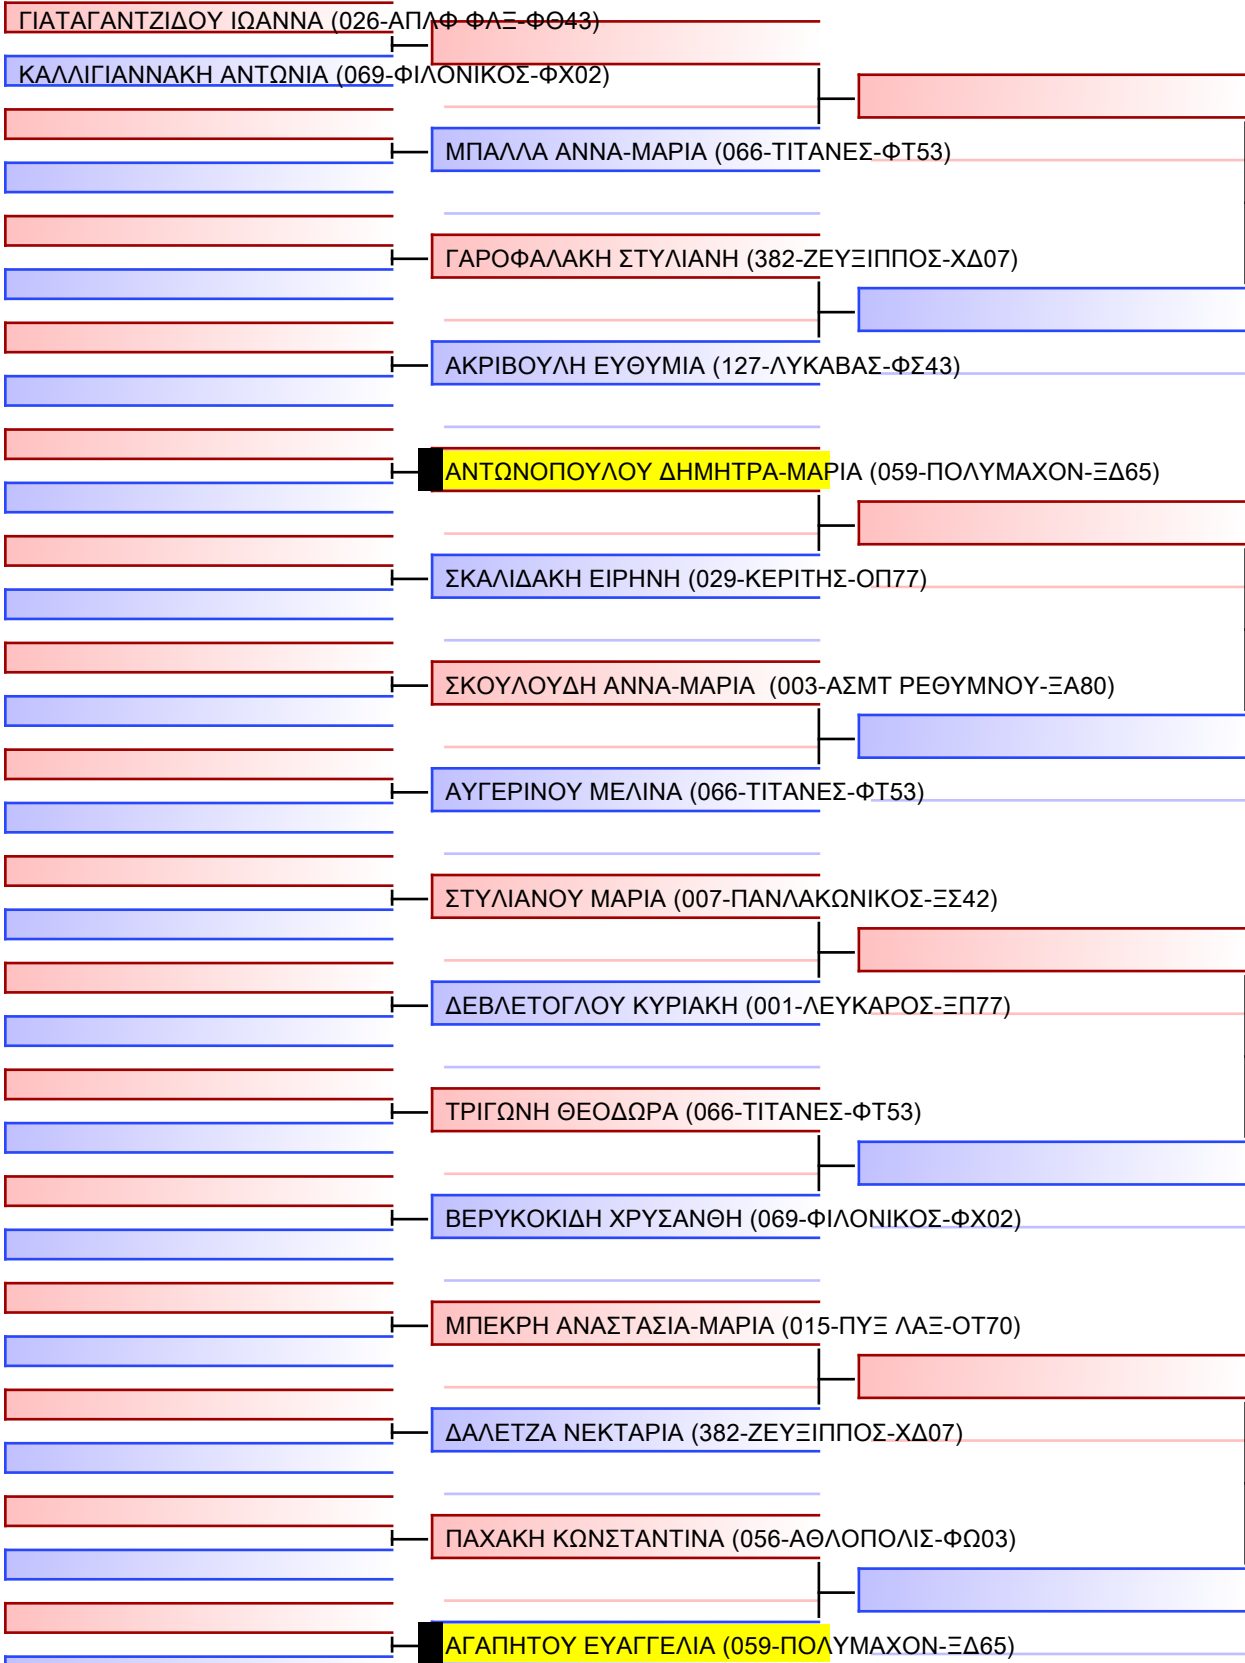 ΓΙΑΤΑΓΑΝΤΖΙΔΟΥ ΙΩΑΝΝΑ (026-ΑΠΛΦ ΦΛΞ-ΦΘ43)
ΚΑΛΛΙΓΙΑΝΝΑΚΗ ΑΝΤΩΝΙΑ (069-ΦΙΛΟΝΙΚΟΣ-ΦΧ02)
ΜΠΑΛΛΑ ΑΝΝΑ-ΜΑΡΙΑ (066-ΤΙΤΑΝΕΣ-ΦΤ53)
ΓΑΡΟΦΑΛΑΚΗ ΣΤΥΛΙΑΝΗ (382-ΖΕΥΞΙΠΠΟΣ-ΧΔ07)
ΑΚΡΙΒΟΥΛΗ ΕΥΘΥΜΙΑ (127-ΛΥΚΑΒΑΣ-ΦΣ43)
ΑΝΤΩΝΟΠΟΥΛΟΥ ΔΗΜΗΤΡΑ-ΜΑΡΙΑ (059-ΠΟΛΥΜΑΧΟΝ-ΞΔ65)
ΣΚΑΛΙΔΑΚΗ ΕΙΡΗΝΗ (029-ΚΕΡΙΤΗΣ-ΟΠ77)
ΣΚΟΥΛΟΥΔΗ ΑΝΝΑ-ΜΑΡΙΑ (003-ΑΣΜΤ ΡΕΘΥΜΝΟΥ-ΞΑ80)
ΑΥΓΕΡΙΝΟΥ ΜΕΛΙΝΑ (066-ΤΙΤΑΝΕΣ-ΦΤ53)
ΣΤΥΛΙΑΝΟΥ ΜΑΡΙΑ (007-ΠΑΝΛΑΚΩΝΙΚΟΣ-ΞΣ42)
ΔΕΒΛΕΤΟΓΛΟΥ ΚΥΡΙΑΚΗ (001-ΛΕΥΚΑΡΟΣ-ΞΠ77)
ΤΡΙΓΩΝΗ ΘΕΟΔΩΡΑ (066-ΤΙΤΑΝΕΣ-ΦΤ53)
ΒΕΡΥΚΟΚΙΔΗ ΧΡΥΣΑΝΘΗ (069-ΦΙΛΟΝΙΚΟΣ-ΦΧ02)
ΜΠΕΚΡΗ ΑΝΑΣΤΑΣΙΑ-ΜΑΡΙΑ (015-ΠΥΞ ΛΑΞ-ΟΤ70)
ΔΑΛΕΤΖΑ ΝΕΚΤΑΡΙΑ (382-ΖΕΥΞΙΠΠΟΣ-ΧΔ07)
ΠΑΧΑΚΗ ΚΩΝΣΤΑΝΤΙΝΑ (056-ΑΘΛΟΠΟΛΙΣ-ΦΩ03)
ΑΓΑΠΗΤΟΥ ΕΥΑΓΓΕΛΙΑ (059-ΠΟΛΥΜΑΧΟΝ-ΞΔ65)